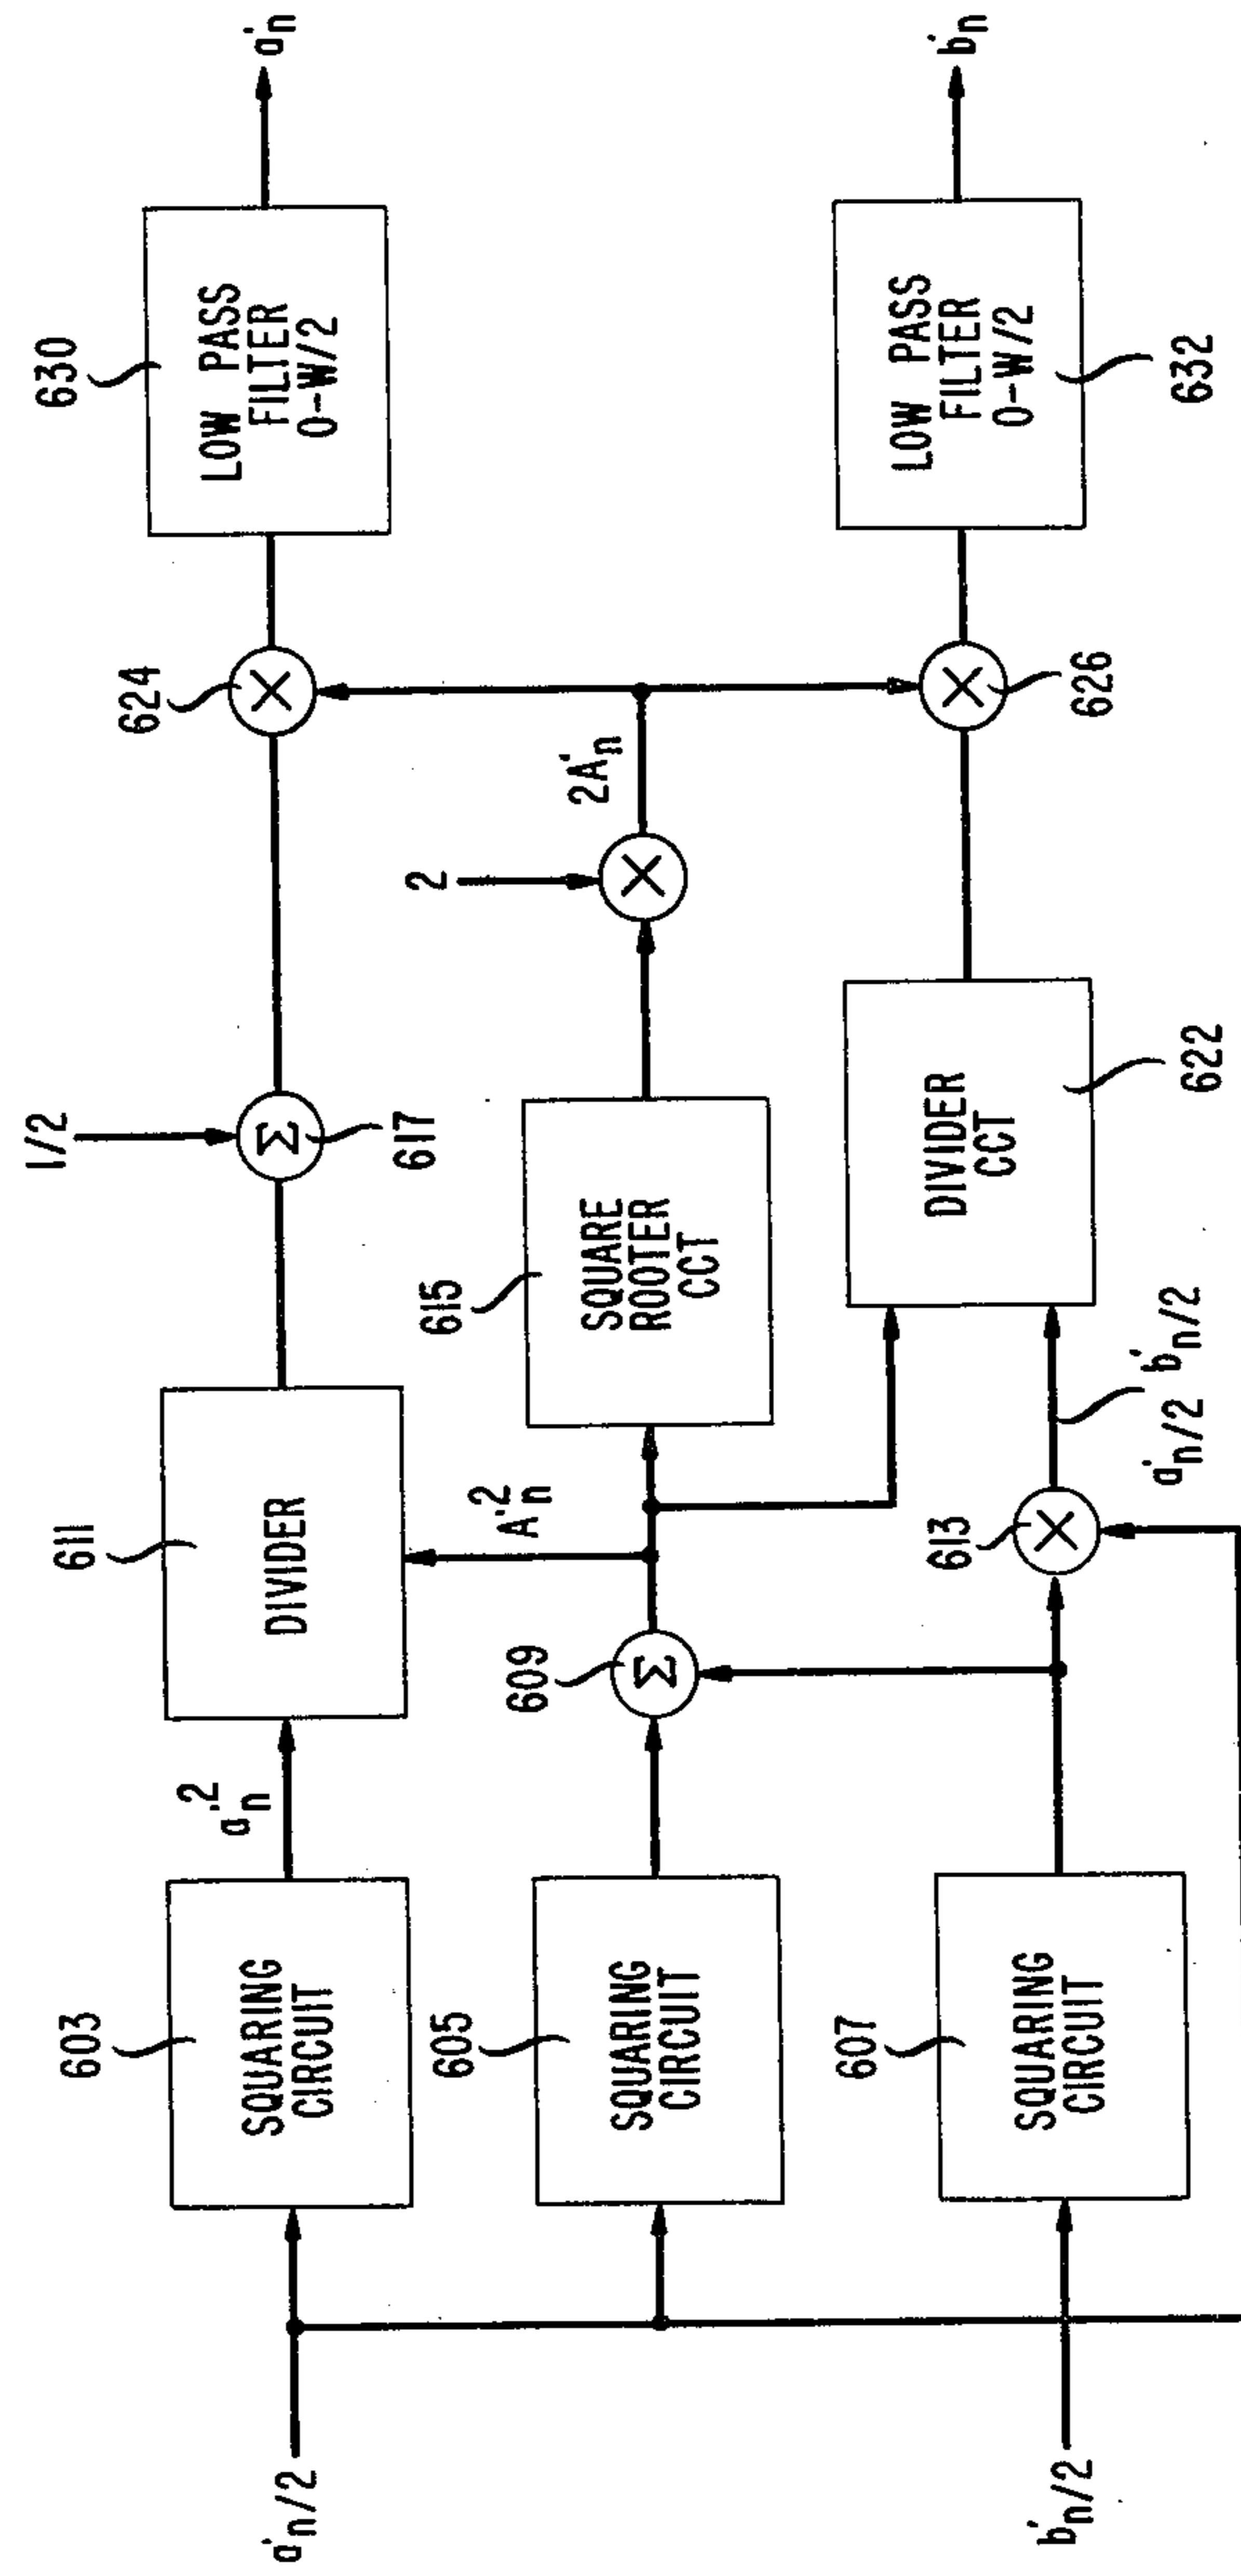 a'n/2
603
SQUARING
CIRCUIT
a'n2
611
DIVIDER
1/2
Σ
617
624
X
630
LOW PASS
FILTER
0-W/2
a'n
605
SQUARING
CIRCUIT
609
Σ
A'n2
615
SQUARE
ROOTER
CCT
2
X
2A'n
b'n/2
607
SQUARING
CIRCUIT
613
X
a'n/2 b'n/2
DIVIDER
CCT
622
X
626
LOW PASS
FILTER
0-W/2
632
b'n